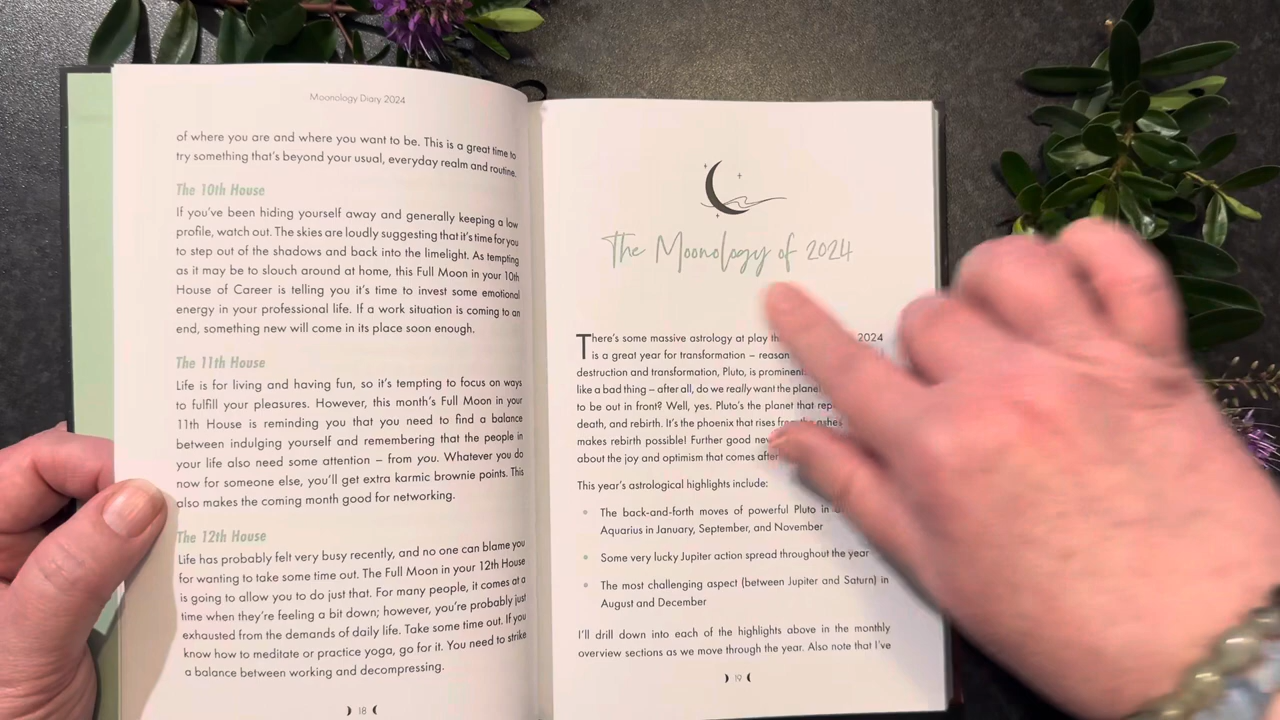 Moonology Diary 2024
of where you are and where you want to be. This is a great time to
try something that's beyond your usual, everyday realm and routine.
The 10th House
If you've been hiding yourself away and generally keeping a low
profile, watch out. The skies are loudly suggesting that it's time for you
to step out of the shadows and back into the limelight. As tempting
as it may be to slouch around at home, this Full Moon in your 10th
House of Career is telling you it's time to invest some emotional
energy in your professional life. If a work situation is coming to an
end, something new will come in its place soon enough.
The 11th House
Life is for living and having fun, so it's tempting to focus on ways
to fulfill your pleasures. However, this month's Full Moon in your
11th House is reminding you that you need to find a balance
between indulging yourself and remembering that the people in
your life also need some attention – from you. Whatever you do
now for someone else, you'll get extra karmic brownie points. This
also makes the coming month good for networking.
The 12th House
Life has probably felt very busy recently, and no one can blame you
for wanting to take some time out. The Full Moon in your 12th House
is going to allow you to do just that. For many people, it comes at a
time when they're feeling a bit down; however, you're probably just
exhausted from the demands of daily life. Take some time out. If you
know how to meditate or practice yoga, go for it. You need to strike
a balance between working and decompressing.
18
The Moonology of 2024
There's some massive astrology at play 2024
is a great year for transformation –
destruction and transformation, Pluto, is
like a bad thing – after all, do we really want the
to be out in front? Well, yes. Pluto's the planet that
death, and rebirth. It's the phoenix that rises
makes rebirth possible! Further good
about the joy and optimism that comes
This year's astrological highlights include:
The back-and-forth moves of powerful Pluto in
Aquarius in January, September, and November
Some very lucky Jupiter action spread throughout the year
The most challenging aspect (between Jupiter and Saturn) in
August and December
I'll drill down into each of the highlights above in the monthly
overview sections as we move through the year. Also note that I've
19